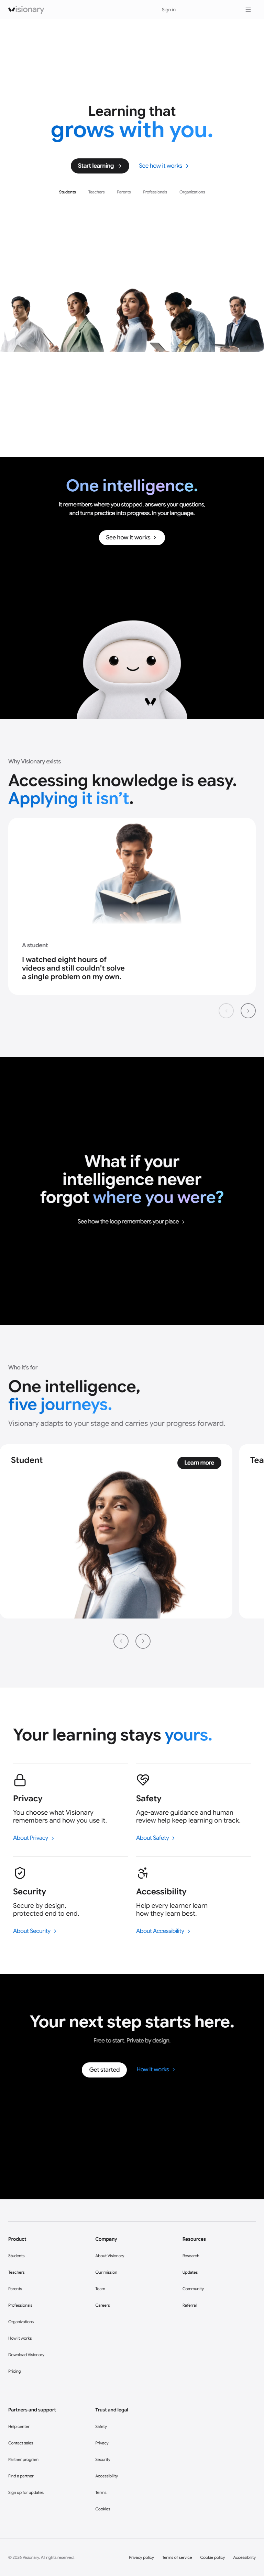 visionary
Sign in
Learning that
grows with you.
Start learning
See how it works
Students Teachers Parents Professionals Organizations
One intelligence.
It remembers where you stopped, answers your questions,
and turns practice into progress. In your language.
See how it works
Why Visionary exists
Accessing knowledge is easy.
Applying it isn't.
A student
I watched eight hours of
videos and still couldn't solve
a single problem on my own.
What if your
intelligence never
forgot where you were?
See how the loop remembers your place
Who it's for
One intelligence,
five journeys.
Visionary adapts to your stage and carries your progress forward.
Student
Learn more
Tea
Your learning stays yours.
Privacy
You choose what Visionary
remembers and how you use it.
About Privacy
Safety
Age-aware guidance and human
review help keep learning on track.
About Safety
Security
Secure by design,
protected end to end.
About Security
Accessibility
Help every learner learn
how they learn best.
About Accessibility
Your next step starts here.
Free to start. Private by design.
Get started
How it works
Product
Students
Teachers
Parents
Professionals
Organizations
How it works
Download Visionary
Pricing
Company
About Visionary
Our mission
Team
Careers
Resources
Research
Updates
Community
Referral
Partners and support
Help center
Contact sales
Partner program
Find a partner
Sign up for updates
Trust and legal
Safety
Privacy
Security
Accessibility
Terms
Cookies
© 2026 Visionary. All rights reserved.
Privacy policy Terms of service Cookie policy Accessibility